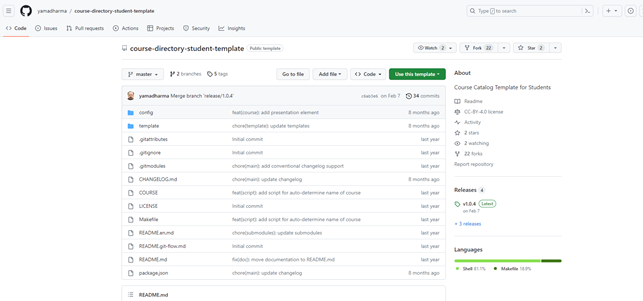 yamadharma / course-directory-student-template
Type / to search
Code Issues Pull requests Actions Projects Security Insights
course-directory-student-template Public template
Watch 2 Fork 22 Star 2
master 2 branches 5 tags Go to file Add file Code Use this template
yamadharma Merge branch 'release/1.0.4' on Feb 7 34 commits
config feat(course): add presentation element 8 months ago
template chore(template): update templates 8 months ago
.gitattributes Initial commit last year
.gitignore Initial commit last year
.gitmodules chore(main): add conventional changelog support last year
CHANGELOG.md chore(main): update changelog 8 months ago
COURSE feat(script): add script for auto-determine name of course last year
LICENSE Initial commit last year
Makefile feat(script): add script for auto-determine name of course last year
README.en.md chore(submodules): update submodules last year
README.git-flow.md Initial commit last year
README.md fix(doc): move documentation to README.md last year
package.json chore(main): update changelog 8 months ago
README.md
About
Course Catalog Template for Students
Readme
CC-BY-4.0 license
Activity
2 stars
2 watching
22 forks
Report repository
Releases 4
v1.0.4 Latest
on Feb 7
+ 3 releases
Languages
Shell 81.1% Makefile 18.9%